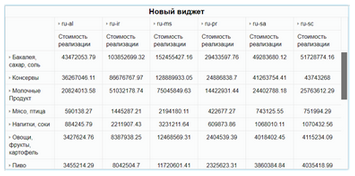 Новый виджет
ru-al ru-ir ru-ms ru-pr ru-sa ru-sc
Стоимость Стоимость Стоимость Стоимость Стоимость Стоимость
реализации реализации реализации реализации реализации реализации
Бакалея, 43472053.79 103852699.32 152455427.16 29433597.76 49283680.12 51728774.16
сахар, соль
Консервы 36267046.11 86676767.97 128889933.05 24886838.7 41263754.41 43743268
Молочные 20824013.58 51032178.74 75045849.63 14422931.44 24402788.18 25763612.29
Продукт
Мясо, птица 590138.27 1445287.21 2194180.11 422677.27 743125.55 751994.29
Напитки, соки 884245.79 2211907.43 3231211.64 609873.86 1068010.11 1070432.56
Овощи, 3427624.76 8387938.25 12468569.31 2404539.39 4018402.45 4115234.09
фрукты,
картофель
Пиво 3455214.29 8042504.7 11720601.41 2325623.31 3860384.84 4035418.99